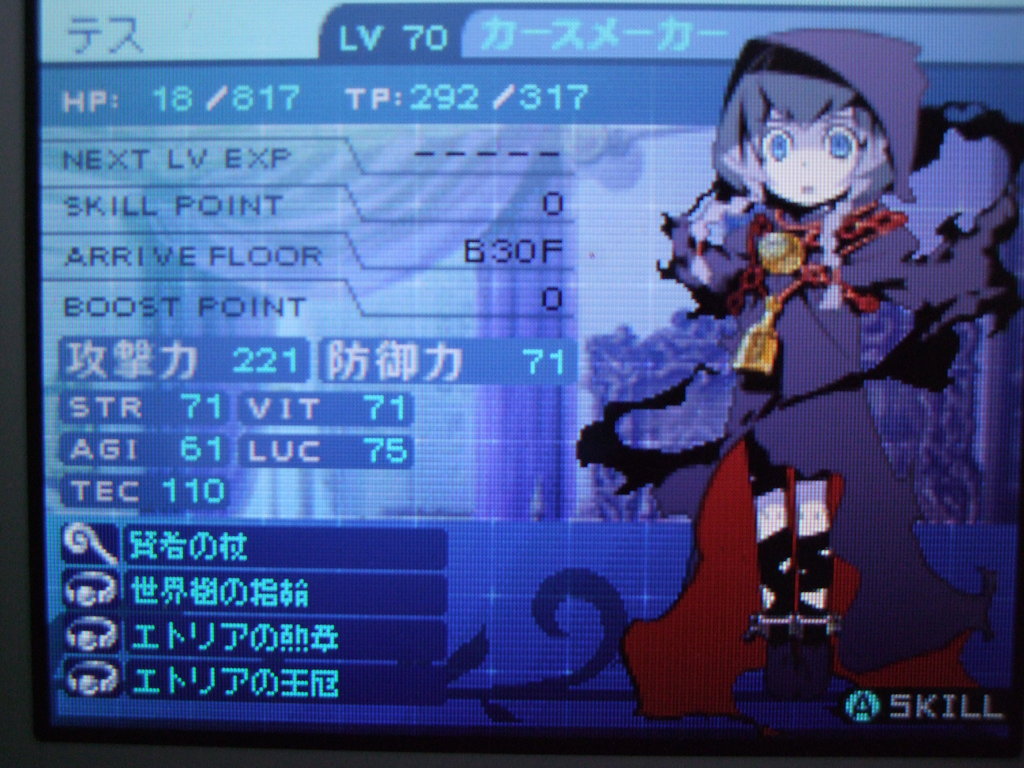 テス LV 70 カースメーカー
HP: 18/817 TP:292/317
NEXT LV EXP -----
SKILL POINT 0
ARRIVE FLOOR B30F
BOOST POINT 0
攻撃力 221 防御力 71
STR 71 VIT 71
AGI 61 LUC 75
TEC 110
賢者の杖
世界樹の指輪
エトリアの勲章
エトリアの王冠
A SKILL